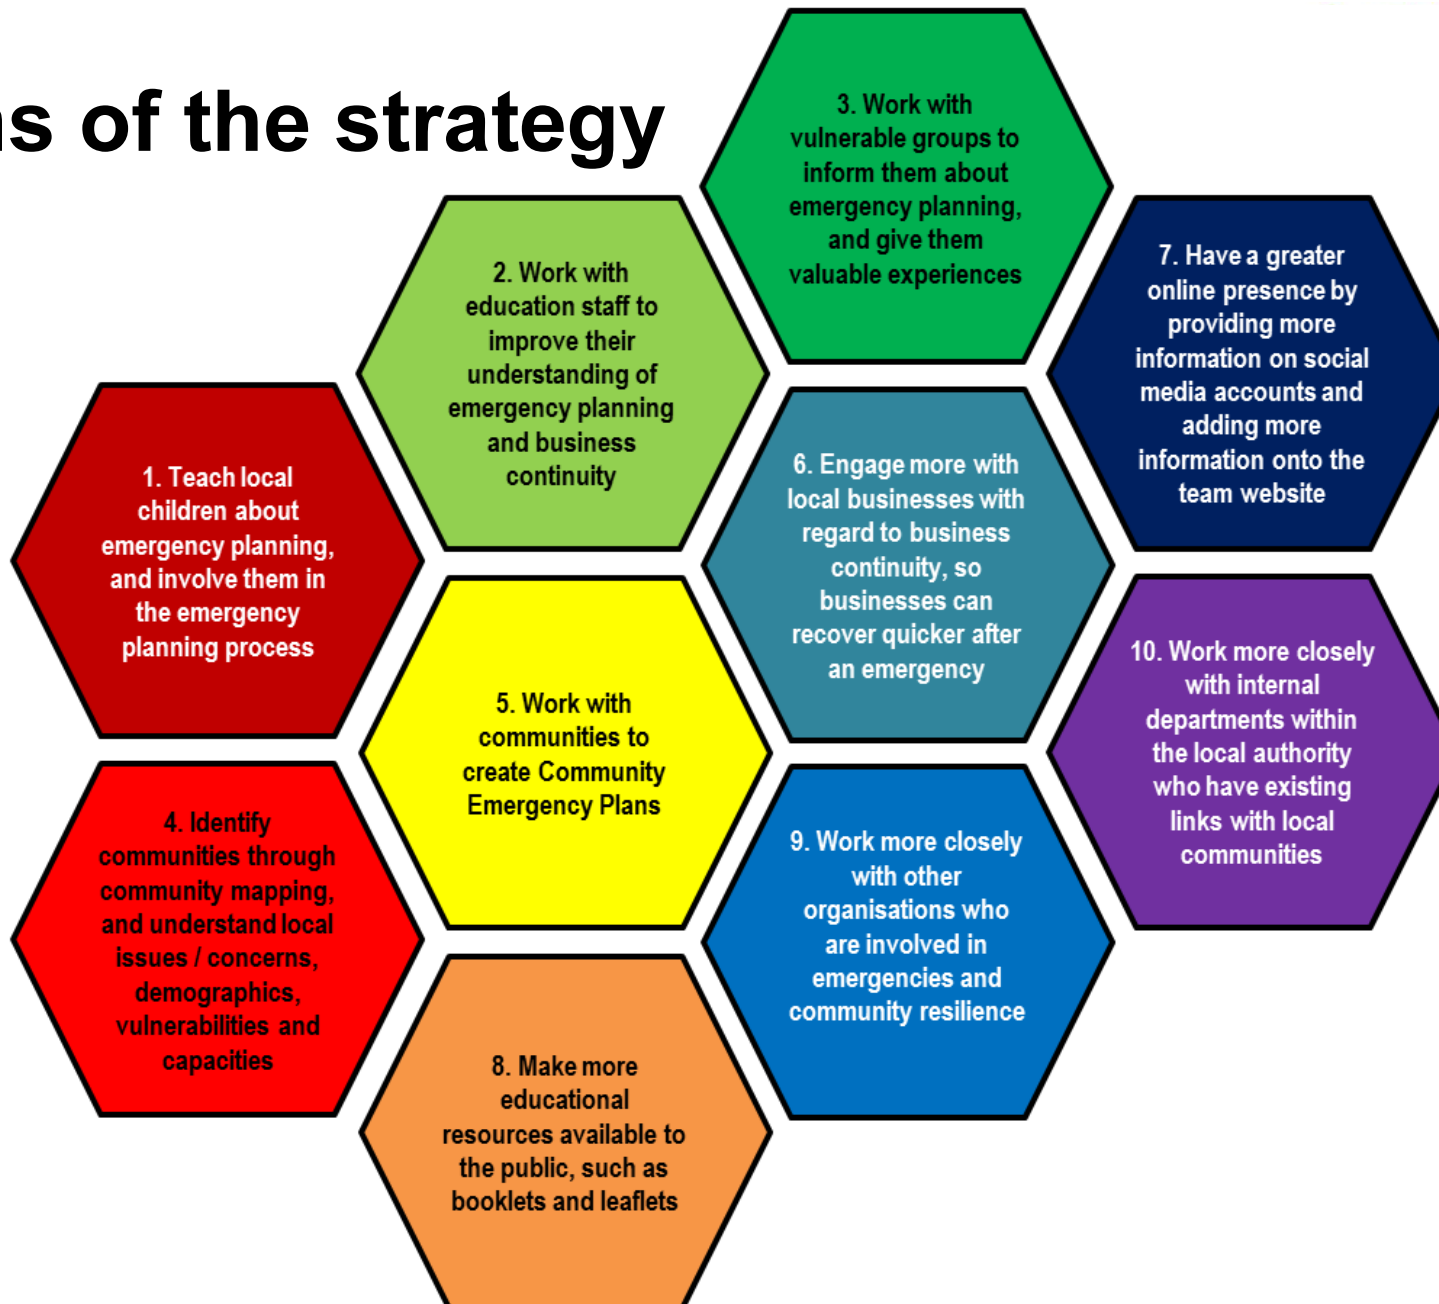 ns of the strategy
1. Teach local
children about
emergency planning,
and involve them in
the emergency
planning process
2. Work with
education staff to
improve their
understanding of
emergency planning
and business
continuity
3. Work with
vulnerable groups to
inform them about
emergency planning,
and give them
valuable experiences
4. Identify
communities through
community mapping,
and understand local
issues / concerns,
demographics,
vulnerabilities and
capacities
5. Work with
communities to
create Community
Emergency Plans
6. Engage more with
local businesses with
regard to business
continuity, so
businesses can
recover quicker after
an emergency
7. Have a greater
online presence by
providing more
information on social
media accounts and
adding more
information onto the
team website
8. Make more
educational
resources available to
the public, such as
booklets and leaflets
9. Work more closely
with other
organisations who
are involved in
emergencies and
community resilience
10. Work more closely
with internal
departments within
the local authority
who have existing
links with local
communities